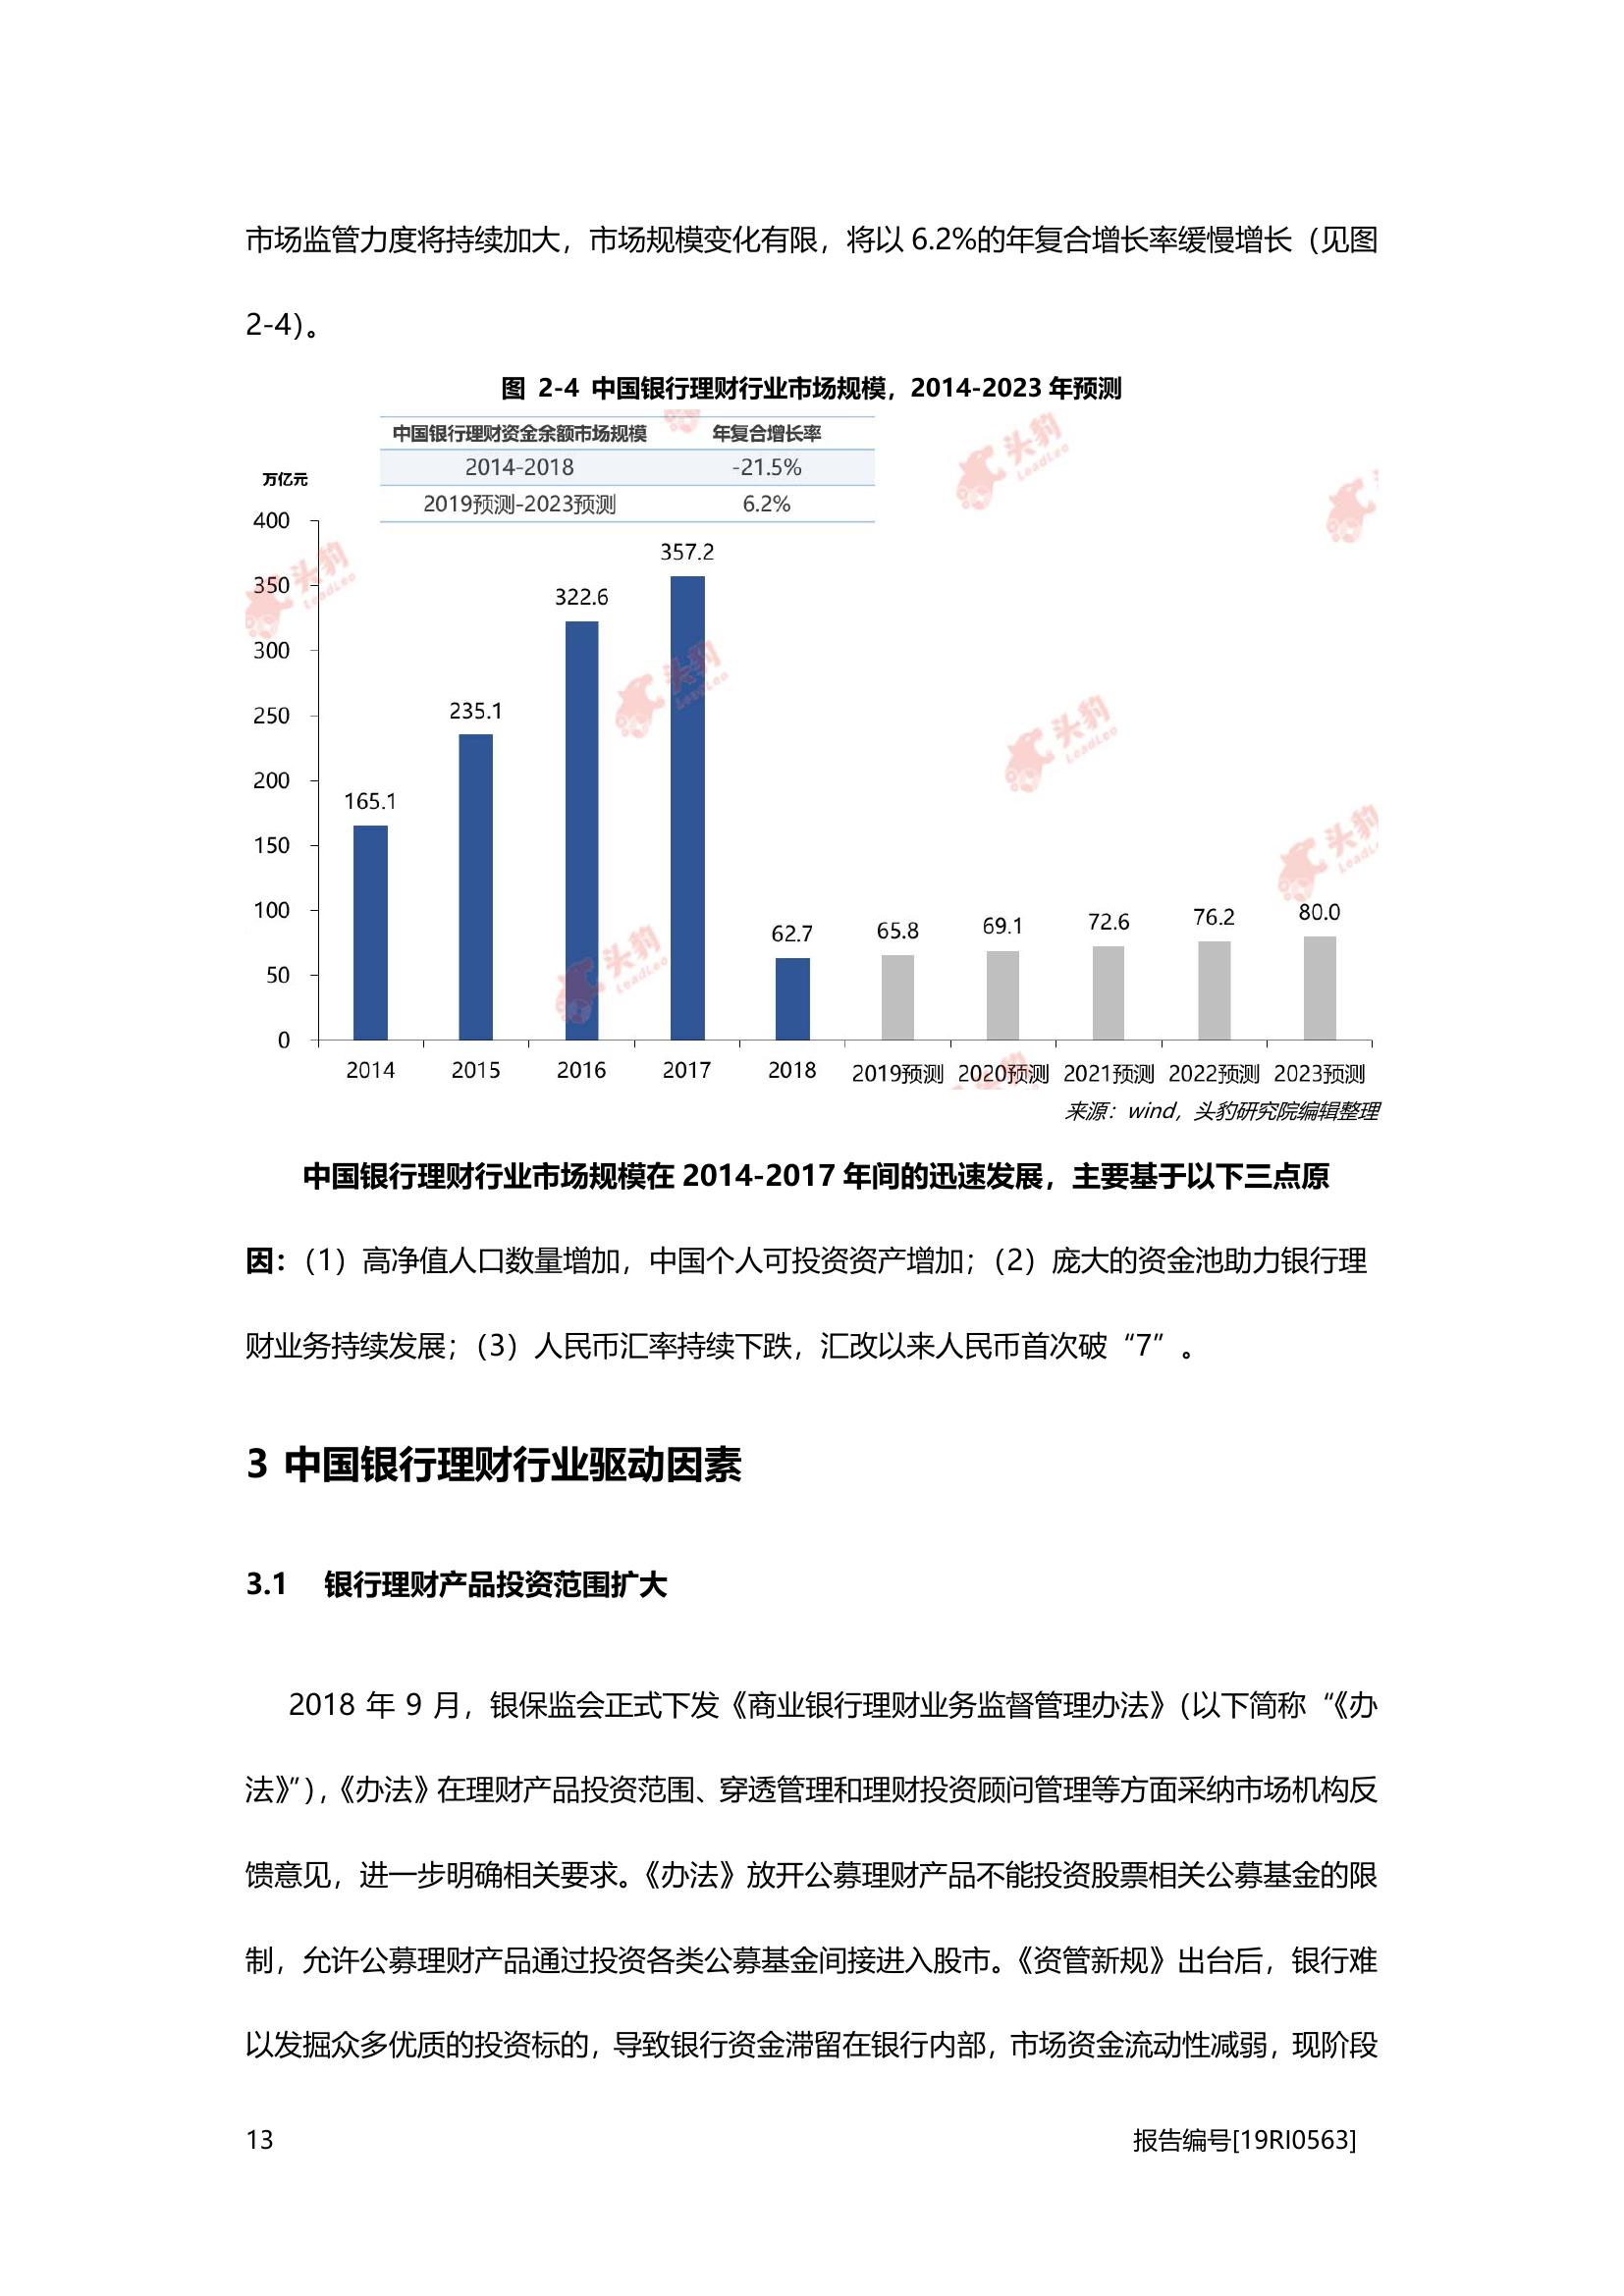 市场监管力度将持续加大，市场规模变化有限，将以 6.2%的年复合增长率缓慢增长（见图
2-4）。
图 2-4 中国银行理财行业市场规模，2014-2023 年预测
中国银行理财资金余额市场规模 年复合增长率
2014-2018 -21.5%
2019预测-2023预测 6.2%
万亿元
400
350
300
250
200
150
100
50
0
165.1
235.1
322.6
357.2
62.7
65.8
69.1
72.6
76.2
80.0
2014 2015 2016 2017 2018 2019预测 2020预测 2021预测 2022预测 2023预测
头豹
LeadLeo
头豹
LeadLeo
头豹
LeadLeo
头豹
LeadLeo
头豹
LeadLeo
头豹
LeadLeo
来源：wind，头豹研究院编辑整理
中国银行理财行业市场规模在 2014-2017 年间的迅速发展，主要基于以下三点原
因：（1）高净值人口数量增加，中国个人可投资资产增加；（2）庞大的资金池助力银行理
财业务持续发展；（3）人民币汇率持续下跌，汇改以来人民币首次破“7”。
3 中国银行理财行业驱动因素
3.1 银行理财产品投资范围扩大
2018 年 9 月，银保监会正式下发《商业银行理财业务监督管理办法》（以下简称“《办
法》”），《办法》在理财产品投资范围、穿透管理和理财投资顾问管理等方面采纳市场机构反
馈意见，进一步明确相关要求。《办法》放开公募理财产品不能投资股票相关公募基金的限
制，允许公募理财产品通过投资各类公募基金间接进入股市。《资管新规》出台后，银行难
以发掘众多优质的投资标的，导致银行资金滞留在银行内部，市场资金流动性减弱，现阶段
13
报告编号[19RI0563]